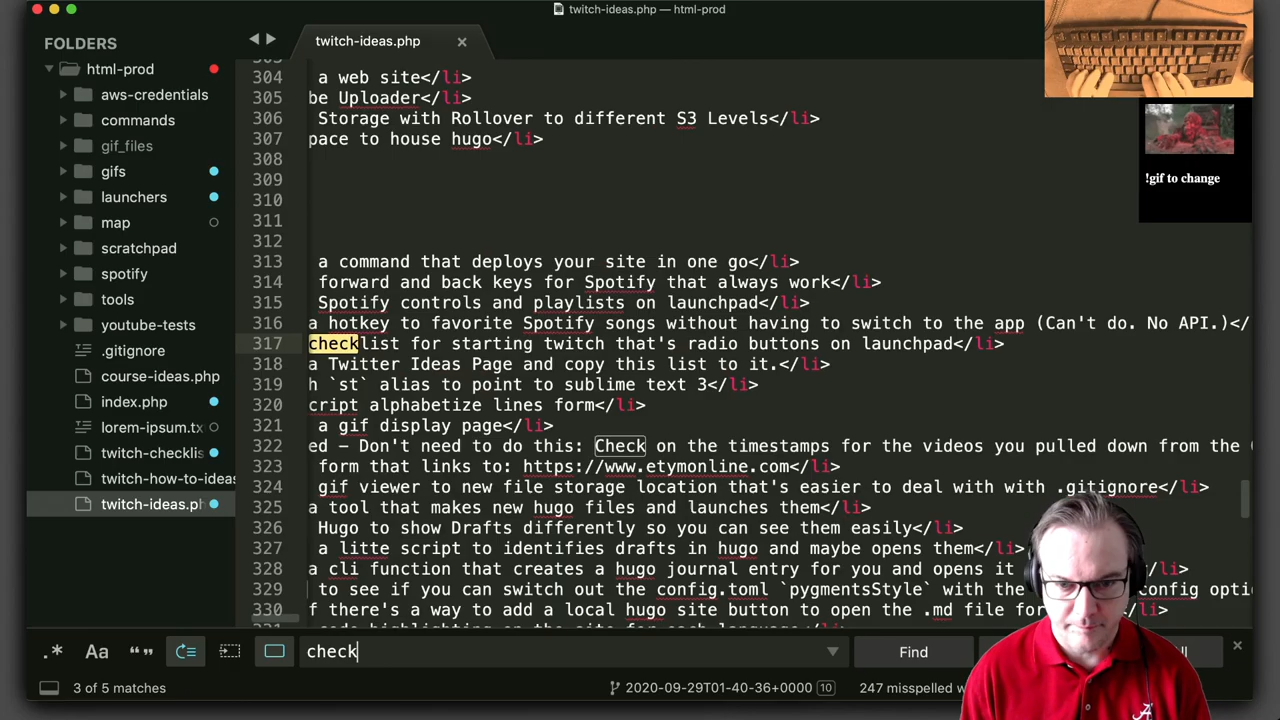 twitch-ideas.php — html-prod
FOLDERS
html-prod
aws-credentials
commands
gif_files
gifs
launchers
map
scratchpad
spotify
tools
youtube-tests
.gitignore
course-ideas.php
index.php
lorem-ipsum.tx
twitch-checklis
twitch-how-to-ideas
twitch-ideas.ph
twitch-ideas.php
304 a web site</li>
305 be Uploader</li>
306 Storage with Rollover to different S3 Levels</li>
307 pace to house hugo</li>
308
309
310
311
312
313 a command that deploys your site in one go</li>
314 forward and back keys for Spotify that always work</li>
315 Spotify controls and playlists on launchpad</li>
316 a hotkey to favorite Spotify songs without having to switch to the app (Can't do. No API.)</
317 checklist for starting twitch that's radio buttons on launchpad</li>
318 a Twitter Ideas Page and copy this list to it.</li>
319 h `st` alias to point to sublime text 3</li>
320 cript alphabetize lines form</li>
321 a gif display page</li>
322 ed – Don't need to do this: Check on the timestamps for the videos you pulled down from the
323 form that links to: https://www.etymonline.com</li>
324 gif viewer to new file storage location that's easier to deal with with .gitignore</li>
325 a tool that makes new hugo files and launches them</li>
326 Hugo to show Drafts differently so you can see them easily</li>
327 a litte script to identifies drafts in hugo and maybe opens them</li>
328 a cli function that creates a hugo journal entry for you and opens it </li>
329 to see if you can switch out the config.toml `pygmentsStyle` with the config optio
330 f there's a way to add a local hugo site button to open the .md file for </li>
!gif to change
.* Aa “ ” check Find
3 of 5 matches 2020-09-29T01-40-36+0000 10 247 misspelled